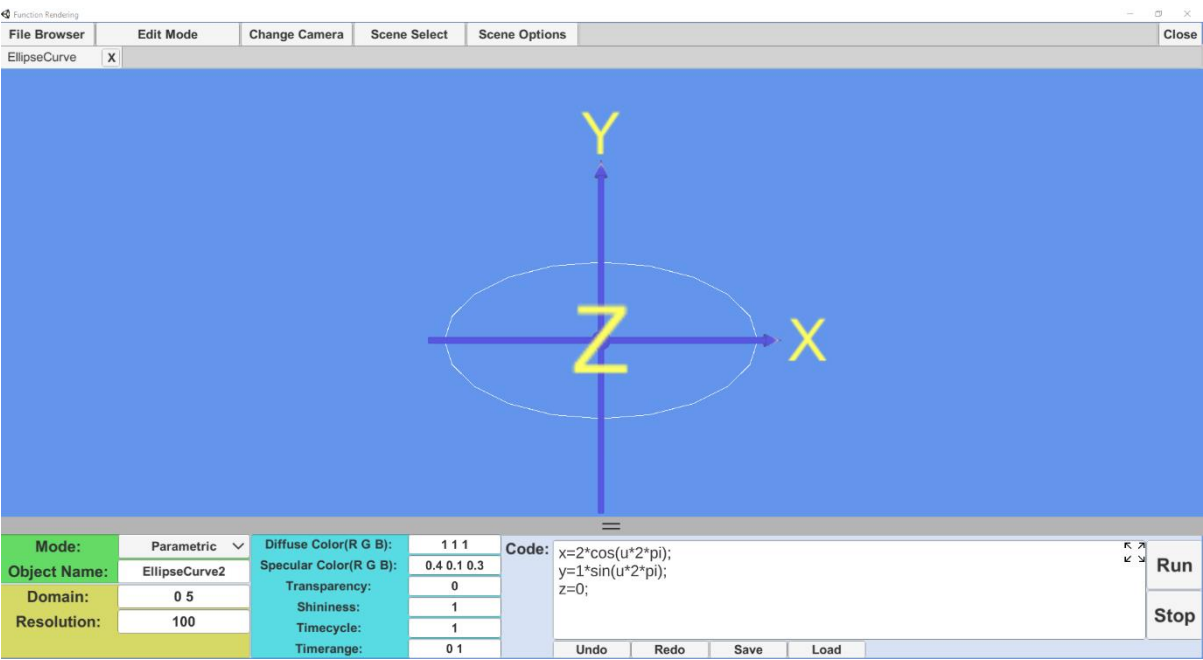 Function Rendering
File Browser Edit Mode Change Camera Scene Select Scene Options Close
EllipseCurve X
Y
Z X
Mode: Parametric
Object Name: EllipseCurve2
Domain: 0 5
Resolution: 100
Diffuse Color(R G B): 1 1 1
Specular Color(R G B): 0.4 0.1 0.3
Transparency: 0
Shininess: 1
Timecycle: 1
Timerange: 0 1
Code:
x=2*cos(u*2*pi);
y=1*sin(u*2*pi);
z=0;
Undo Redo Save Load
Run
Stop